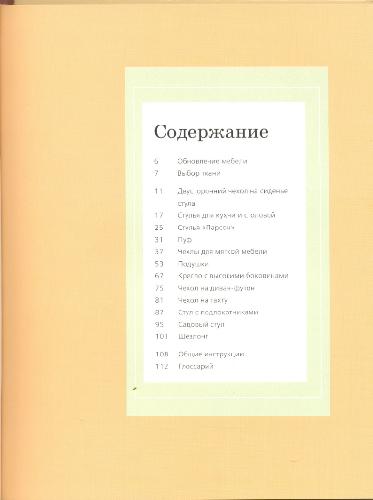 Содержание
6 Обновление мебели
7 Выбор ткани
11 Двусторонний чехол на сиденье
стула
17 Стулья для кухни и столовой
25 Стулья «Парсон»
31 Пуф
37 Чехлы для мягкой мебели
53 Подушки
67 Кресло с высокими боковинами
75 Чехол на диван-футон
81 Чехол на тахту
87 Стул с подлокотниками
95 Садовый стул
101 Шезлонг
108 Общие инструкции
112 Глоссарий